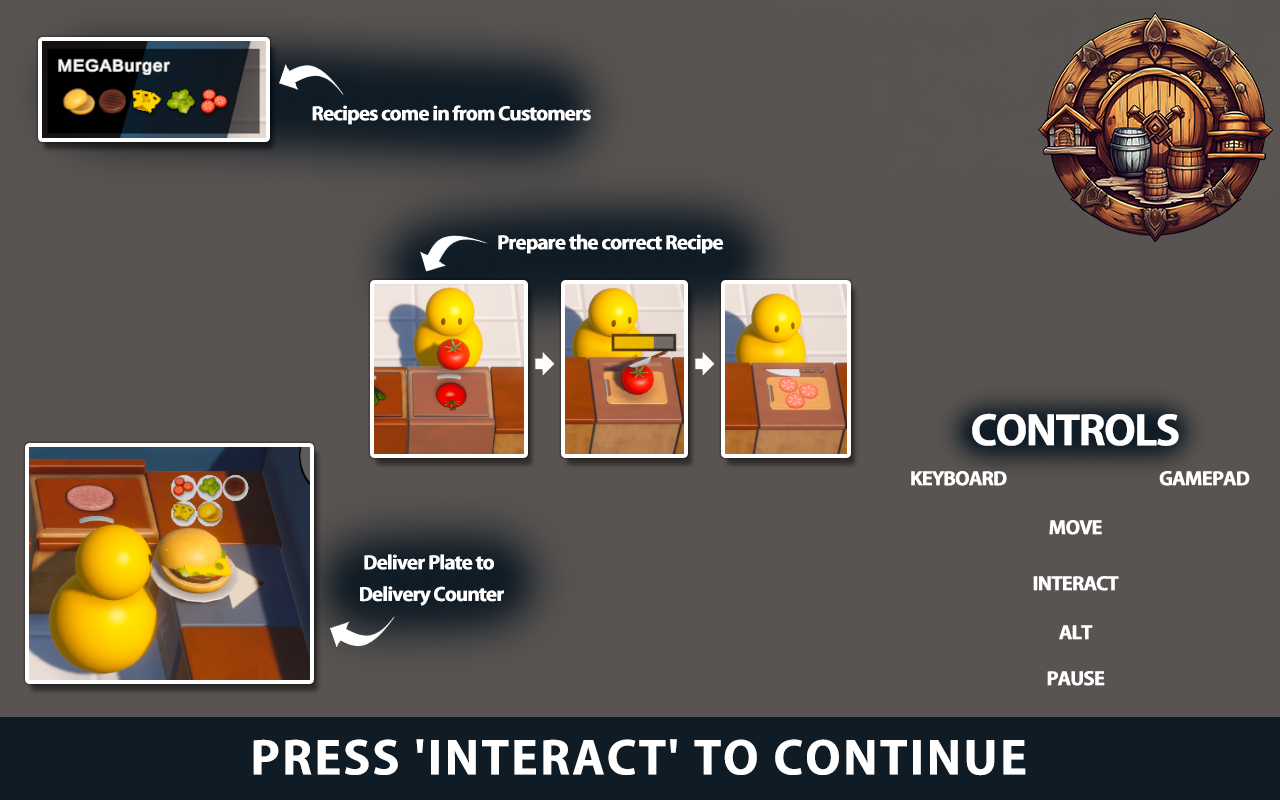 MEGABurger
Recipes come in from Customers
Prepare the correct Recipe
Deliver Plate to
Delivery Counter
CONTROLS
KEYBOARD GAMEPAD
MOVE
INTERACT
ALT
PAUSE
PRESS 'INTERACT' TO CONTINUE